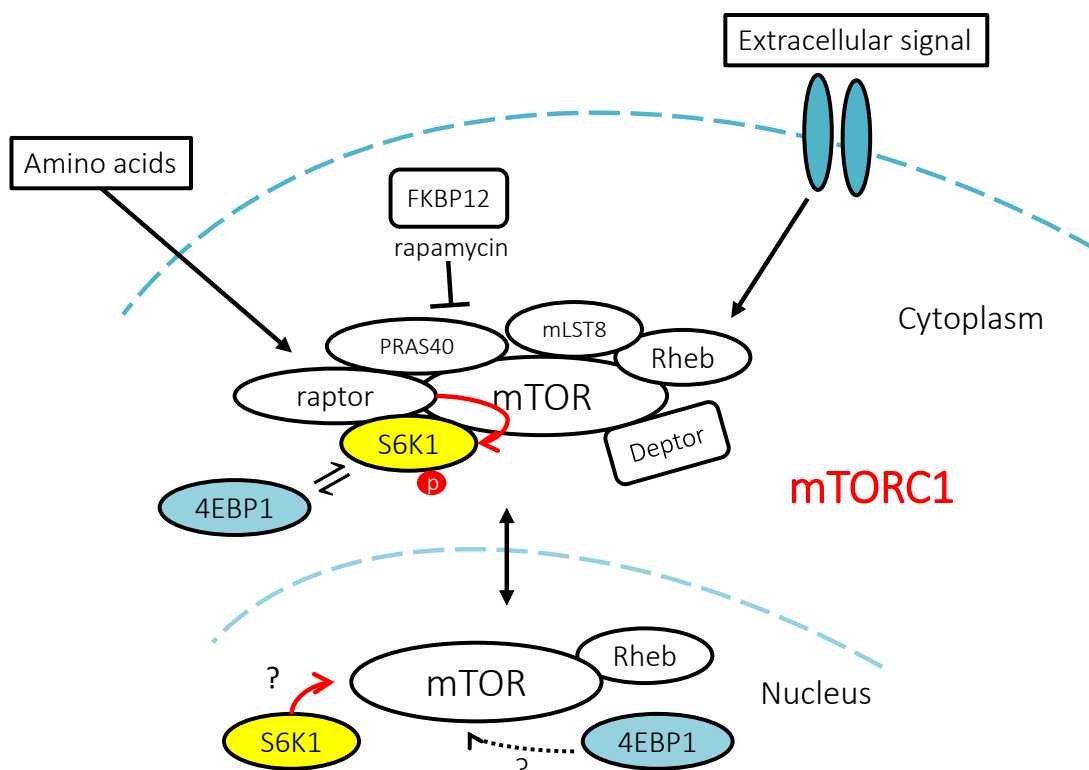 Extracellular signal
Amino acids
FKBP12
rapamycin
Cytoplasm
mLST8
PRAS40
Rheb
raptor
mTOR
S6K1
Deptor
p
mTORC1
4EBP1
Rheb
?
mTOR
Nucleus
S6K1
4EBP1
?